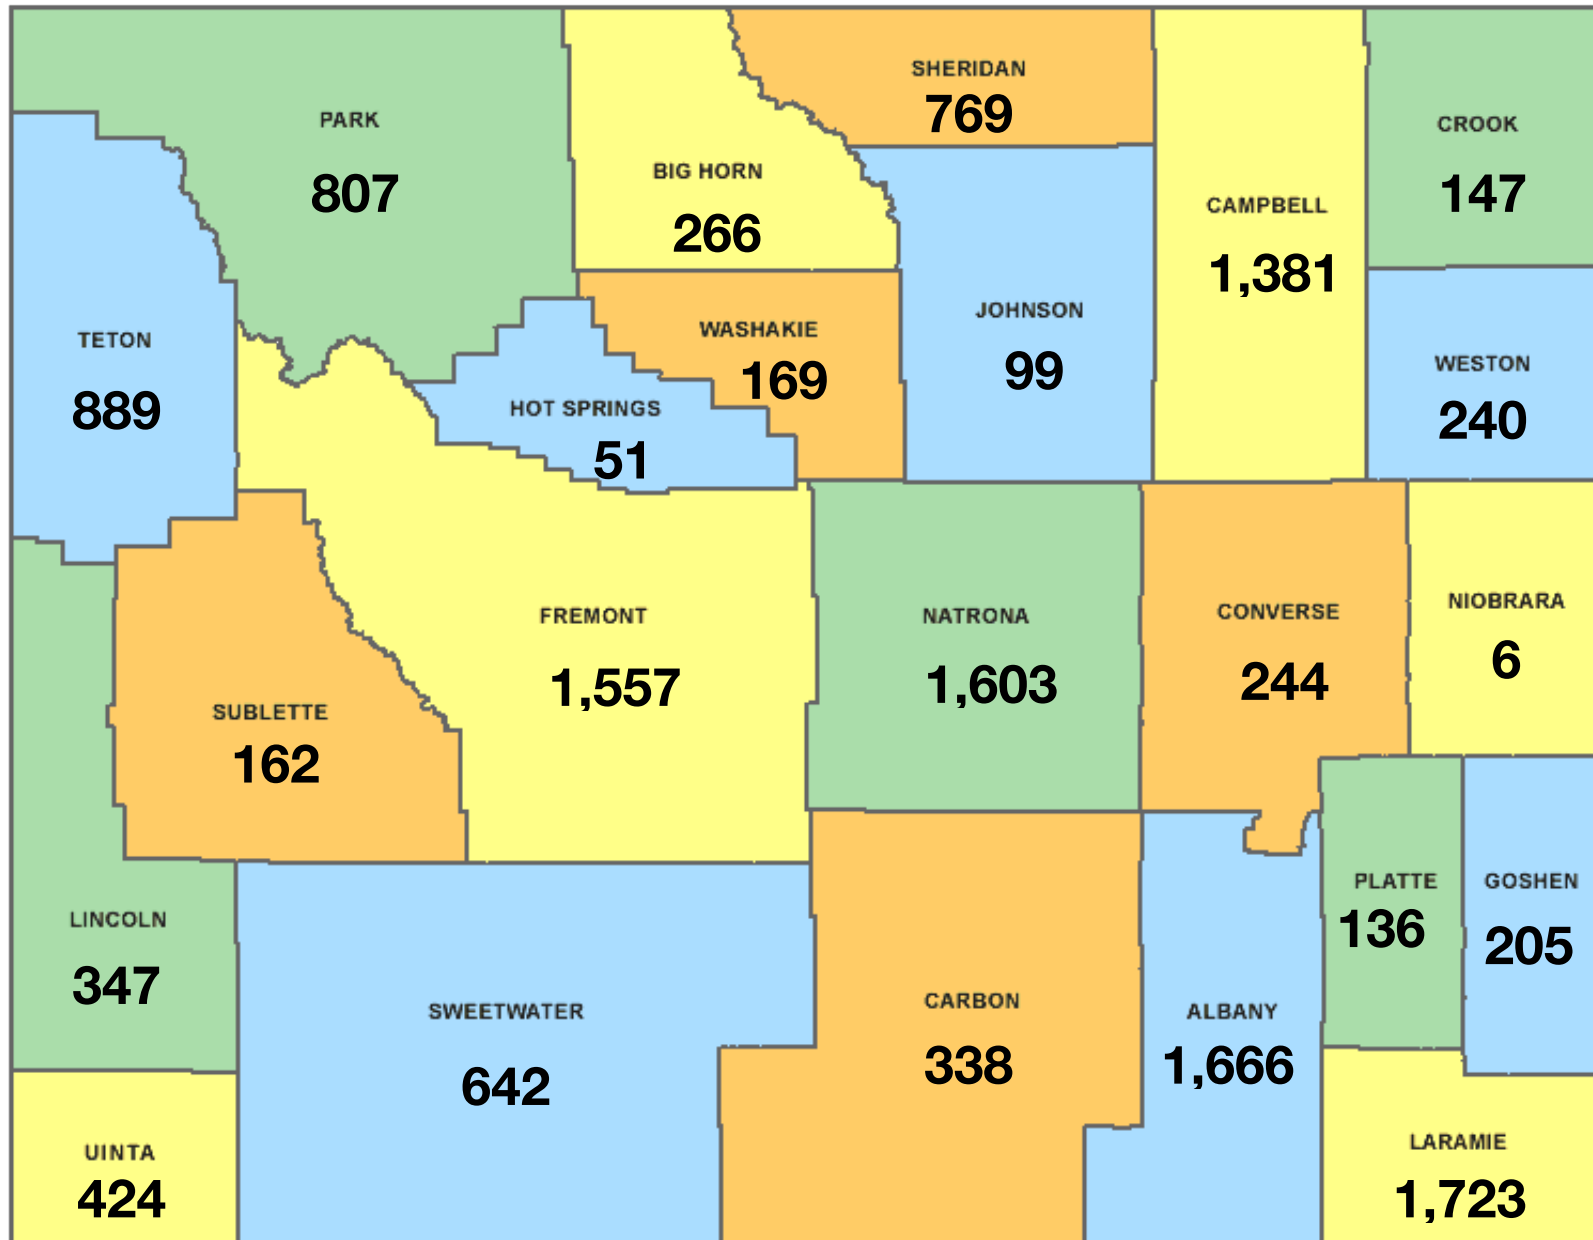 SHERIDAN
769
PARK
807
CROOK
147
BIG HORN
266
CAMPBELL
1,381
JOHNSON
99
WASHAKIE
169
TETON
889
WESTON
240
HOT SPRINGS
51
FREMONT
1,557
NATRONA
1,603
CONVERSE
244
NIOBRARA
6
SUBLETTE
162
PLATTE
136
GOSHEN
205
LINCOLN
347
SWEETWATER
642
CARBON
338
ALBANY
1,666
UINTA
424
LARAMIE
1,723